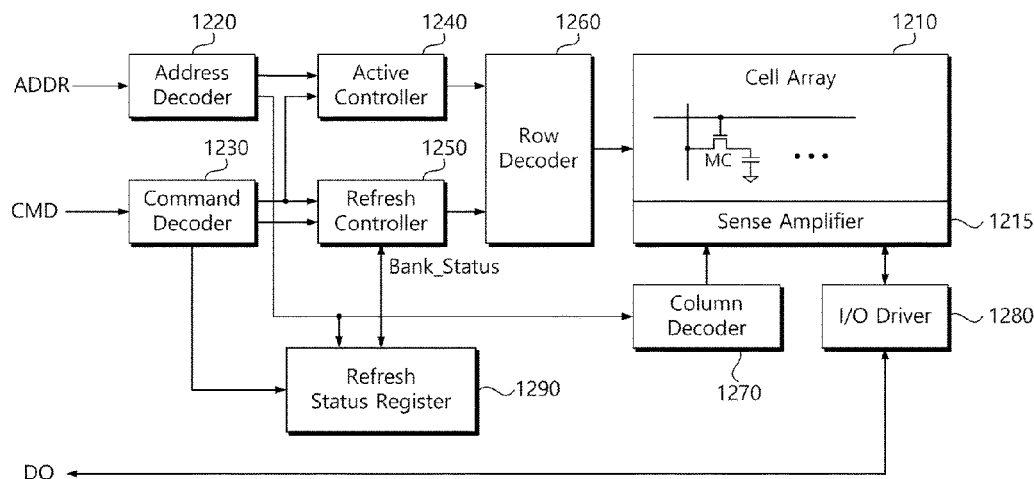 1220
1240
1260
1210
ADDR
Address
Decoder
Active
Controller
Cell Array
Row
Decoder
MC
1230
1250
CMD
Command
Decoder
Refresh
Controller
Sense Amplifier
1215
Bank_Status
Column
Decoder
I/O Driver
1280
Refresh
Status Register
1290
1270
DQ